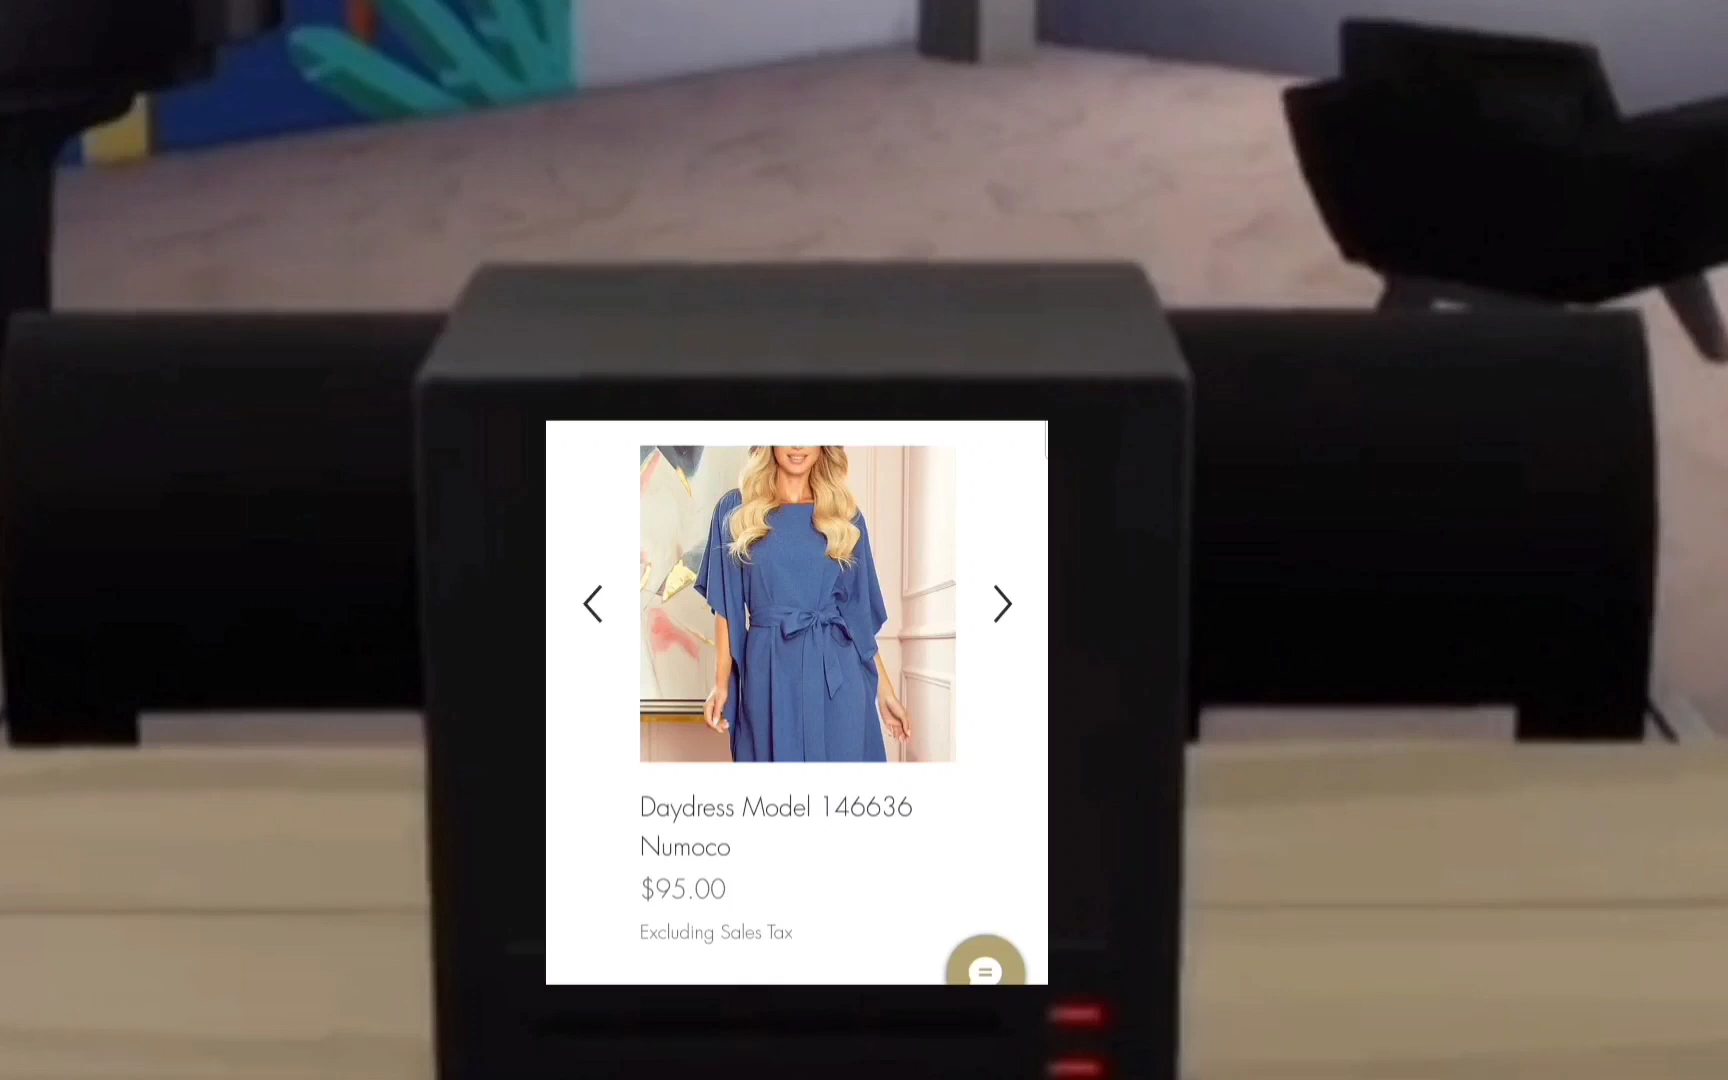 Daydress Model 146636
Numoco
$95.00
Excluding Sales Tax